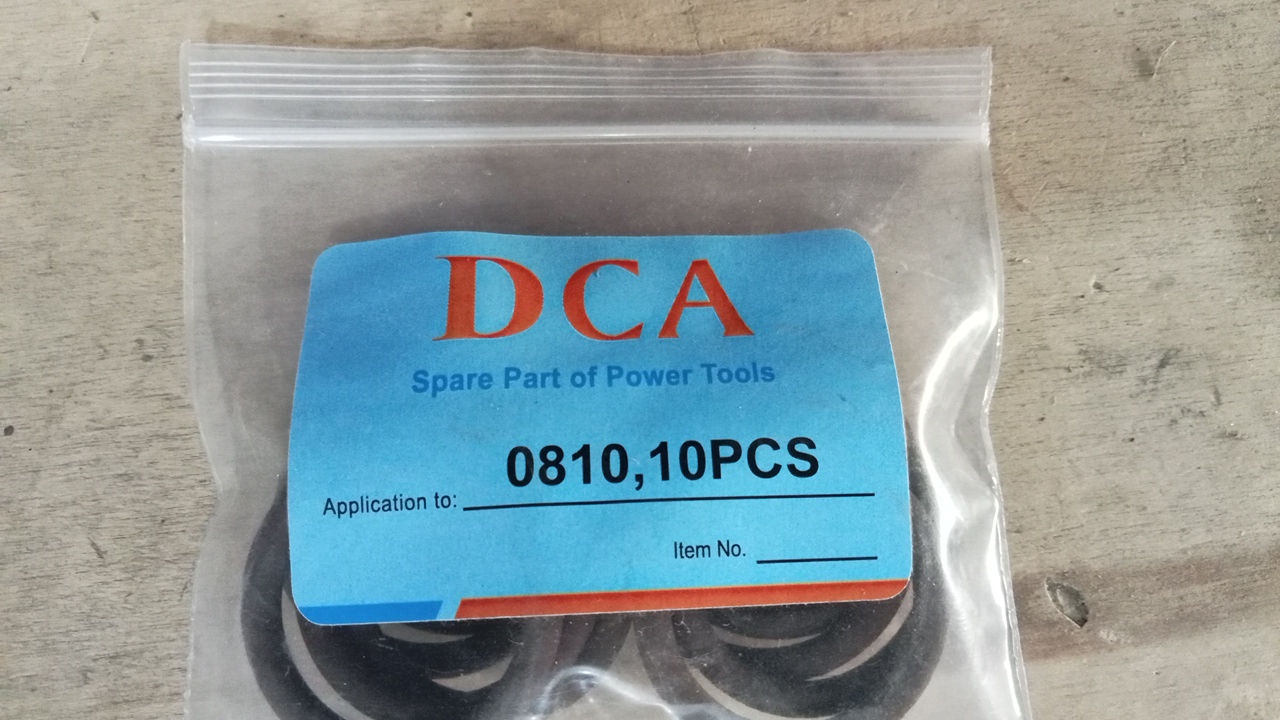 DCA
Spare Part of Power Tools
0810,10PCS
Application to:
Item No.